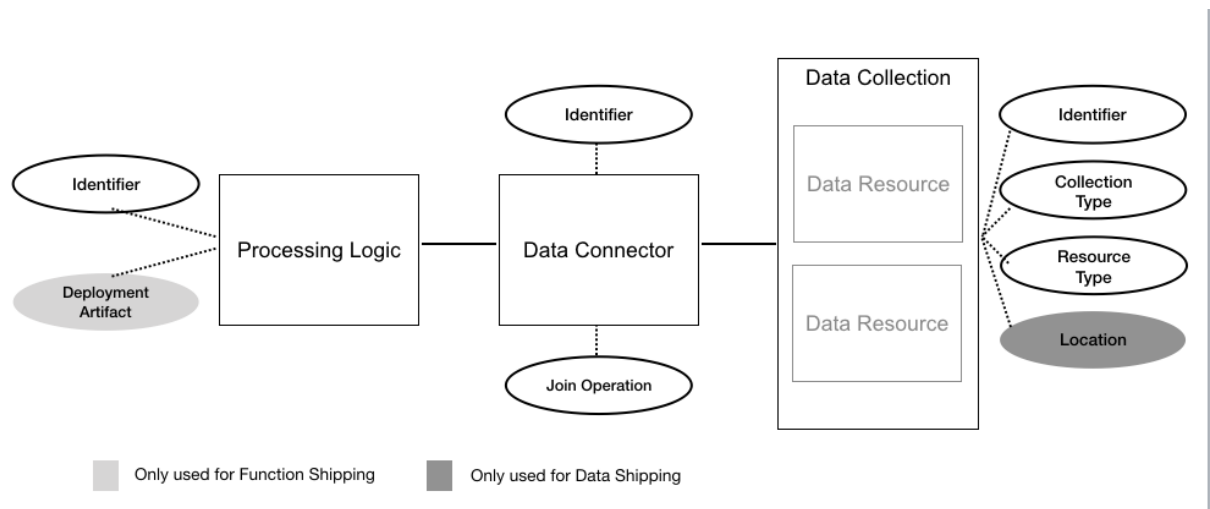 Data Collection
Identifier
Identifier
Data Resource
Identifier
Collection
Type
Processing Logic
Data Connector
Resource
Type
Deployment
Artifact
Data Resource
Location
Join Operation
Only used for Function Shipping
Only used for Data Shipping